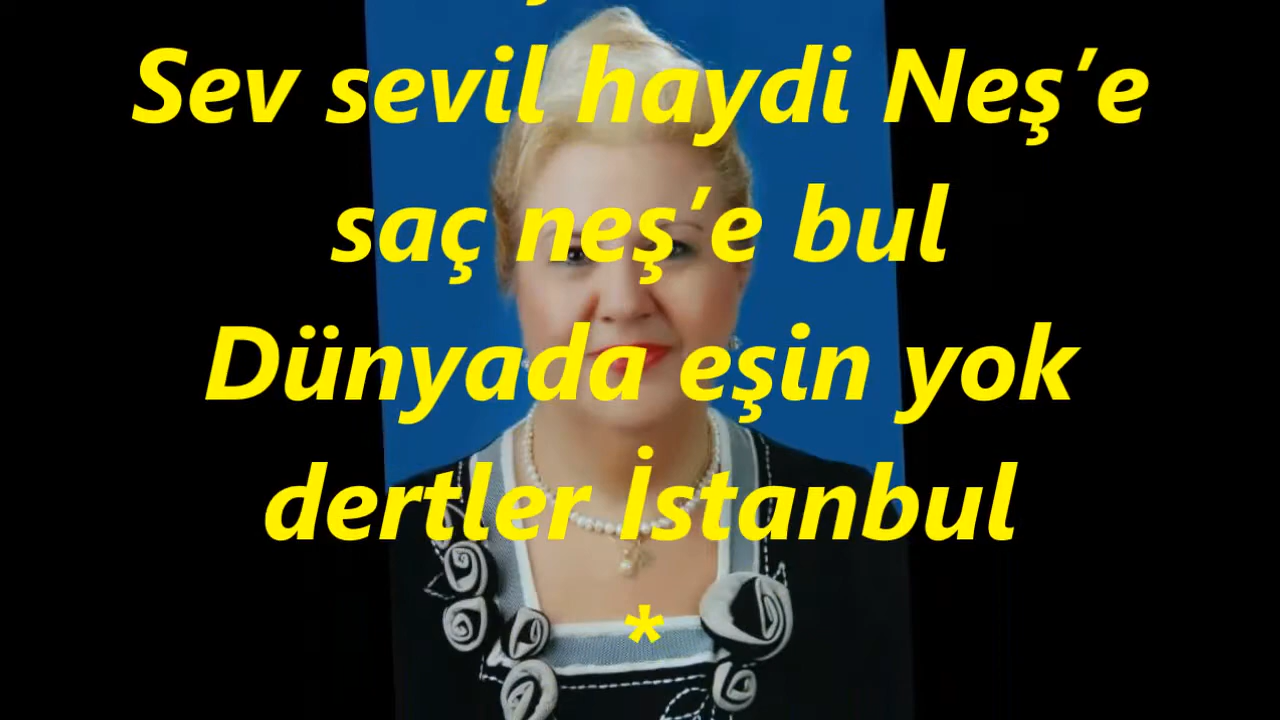 Sev sevil haydi Neş’e
saç neş’e bul
Dünyada eşin yok
dertler İstanbul
*